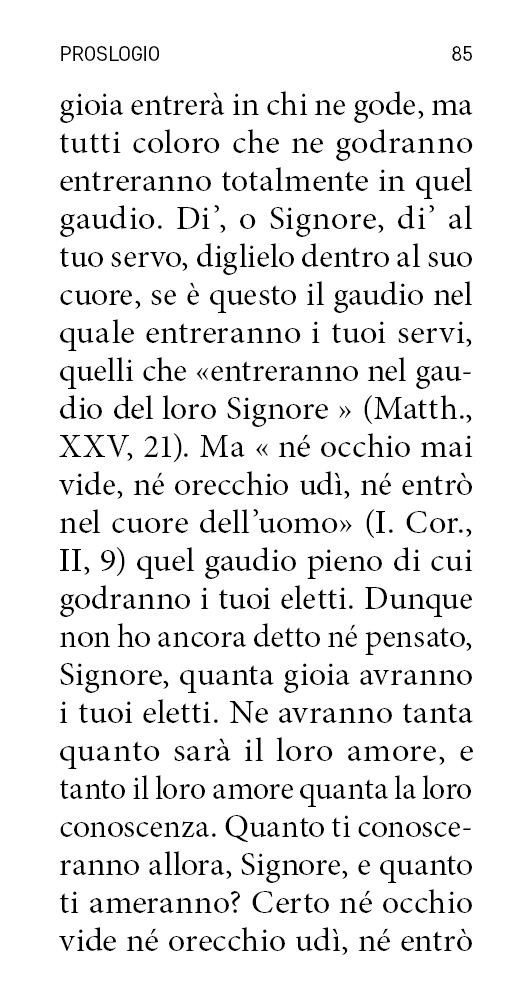 PROSLOGIO 85
gioia entrerà in chi ne gode, ma
tutti coloro che ne godranno
entreranno totalmente in quel
gaudio. Di’, o Signore, di’ al
tuo servo, diglielo dentro al suo
cuore, se è questo il gaudio nel
quale entreranno i tuoi servi,
quelli che «entreranno nel gau-
dio del loro Signore » (Matth.,
XXV, 21). Ma « né occhio mai
vide, né orecchio udì, né entrò
nel cuore dell’uomo» (I. Cor.,
II, 9) quel gaudio pieno di cui
godranno i tuoi eletti. Dunque
non ho ancora detto né pensato,
Signore, quanta gioia avranno
i tuoi eletti. Ne avranno tanta
quanto sarà il loro amore, e
tanto il loro amore quanta la loro
conoscenza. Quanto ti conosce-
ranno allora, Signore, e quanto
ti ameranno? Certo né occhio
vide né orecchio udì, né entrò